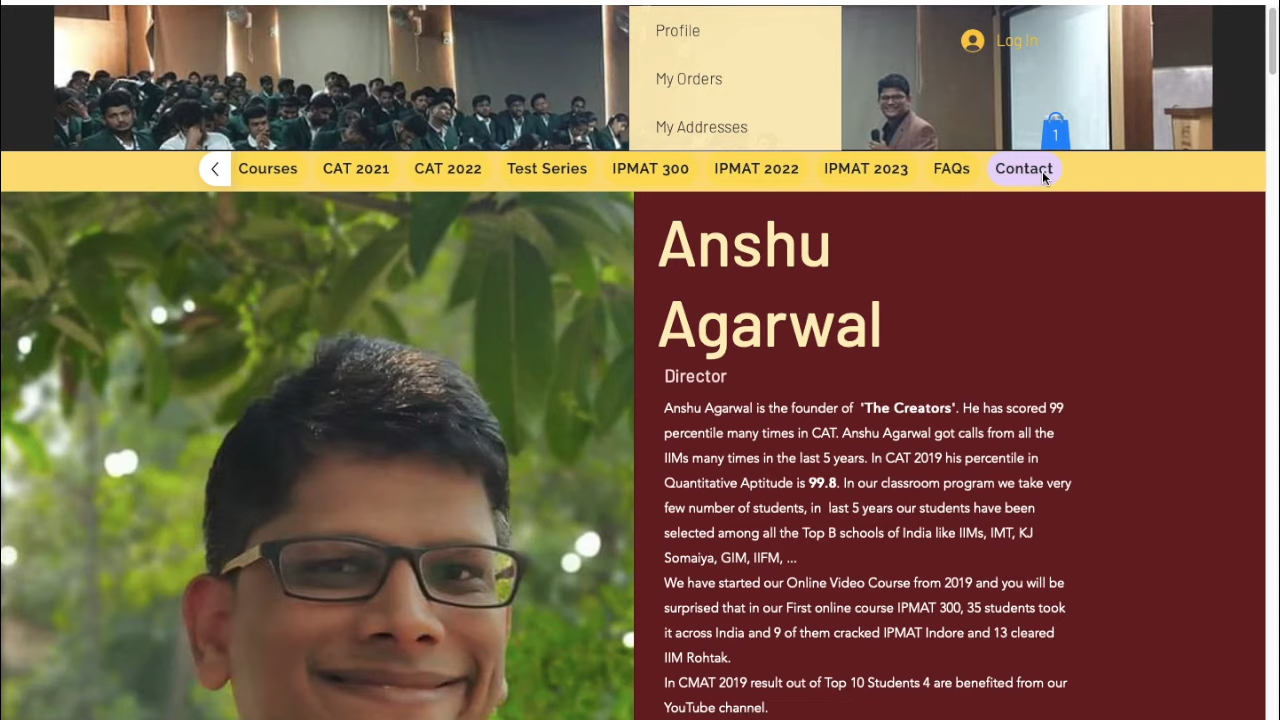 Profile
My Orders
My Addresses
Log In
1
Courses CAT 2021 CAT 2022 Test Series IPMAT 300 IPMAT 2022 IPMAT 2023 FAQs Contact
Anshu
Agarwal
Director
Anshu Agarwal is the founder of "The Creators". He has scored 99
percentile many times in CAT. Anshu Agarwal got calls from all the
IIMs many times in the last 5 years. In CAT 2019 his percentile in
Quantitative Aptitude is 99.8. In our classroom program we take very
few number of students, in last 5 years our students have been
selected among all the Top B schools of India like IIMs, IMT, KJ
Somaiya, GIM, IIFM, ...
We have started our Online Video Course from 2019 and you will be
surprised that in our First online course IPMAT 300, 35 students took
it across India and 9 of them cracked IPMAT Indore and 13 cleared
IIM Rohtak.
In CMAT 2019 result out of Top 10 Students 4 are benefited from our
YouTube channel.